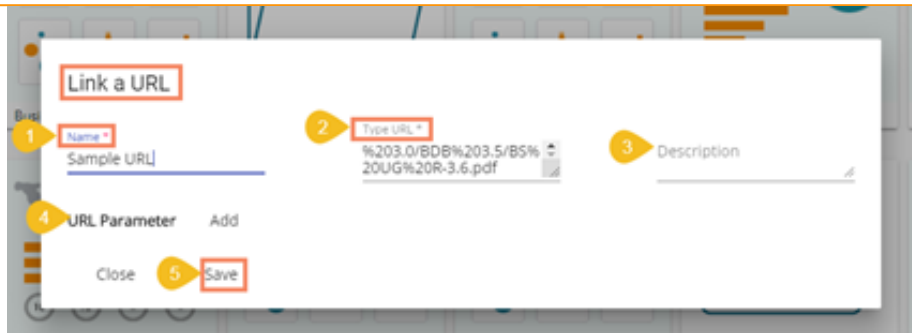 Link a URL
Busi
1 Name *
Sample URL
2 Type URL *
%203.0/BDB%203.5/BS%
20UG%20R-3.6.pdf
3 Description
4 URL Parameter Add
Close 5 Save